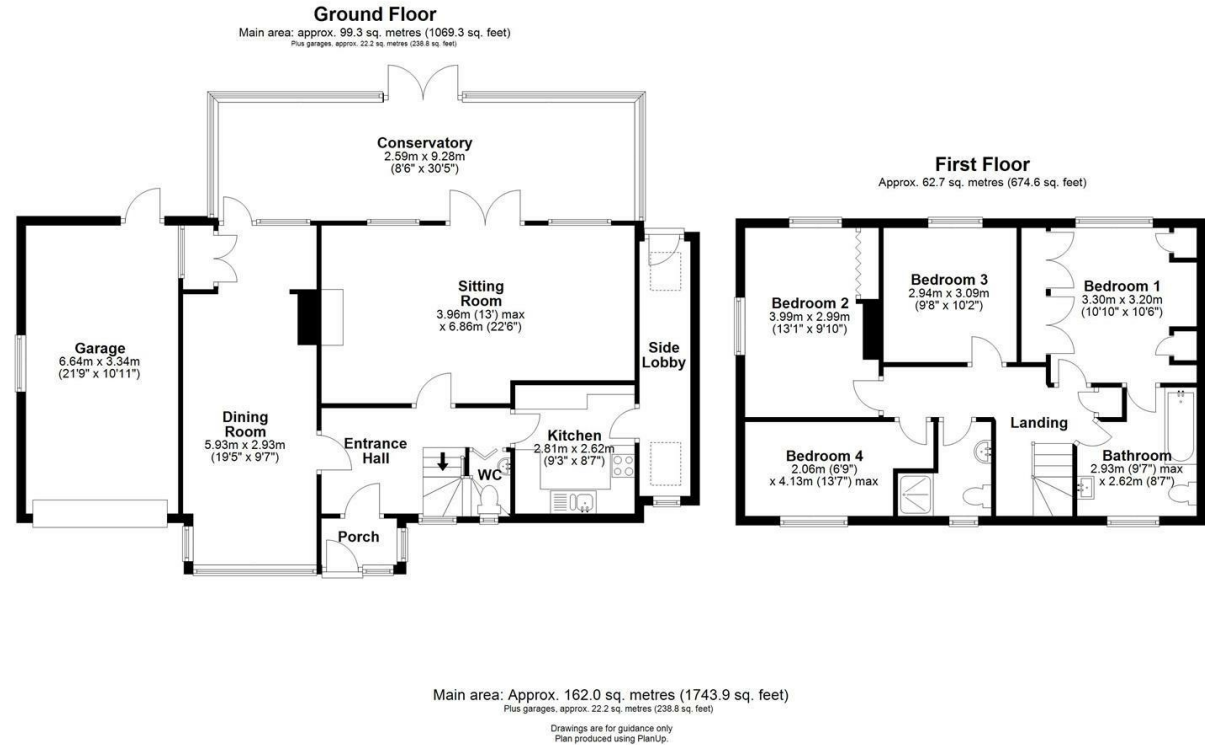 Ground Floor
Main area: approx. 99.3 sq. metres (1069.3 sq. feet)
Plus garages, approx. 22.2 sq. metres (238.8 sq. feet)
Conservatory
2.59m x 9.28m
(8'6" x 30'5")
Sitting
Room
3.96m (13') max
x 6.86m (22'6")
Garage
6.64m x 3.34m
(21'9" x 10'11")
Side
Lobby
Dining
Room
5.93m x 2.93m
(19'5" x 9'7")
Entrance
Hall
Kitchen
2.81m x 2.62m
(9'3" x 8'7")
WC
Porch
First Floor
Approx. 62.7 sq. metres (674.6 sq. feet)
Bedroom 2
3.99m x 2.99m
(13'1" x 9'10")
Bedroom 3
2.94m x 3.09m
(9'8" x 10'2")
Bedroom 1
3.30m x 3.20m
(10'10" x 10'6")
Landing
Bedroom 4
2.06m (6'9")
x 4.13m (13'7") max
Bathroom
2.93m (9'7") max
x 2.62m (8'7")
Main area: Approx. 162.0 sq. metres (1743.9 sq. feet)
Plus garages, approx. 22.2 sq. metres (238.8 sq. feet)
Drawings are for guidance only
Plan produced using PlanUp.